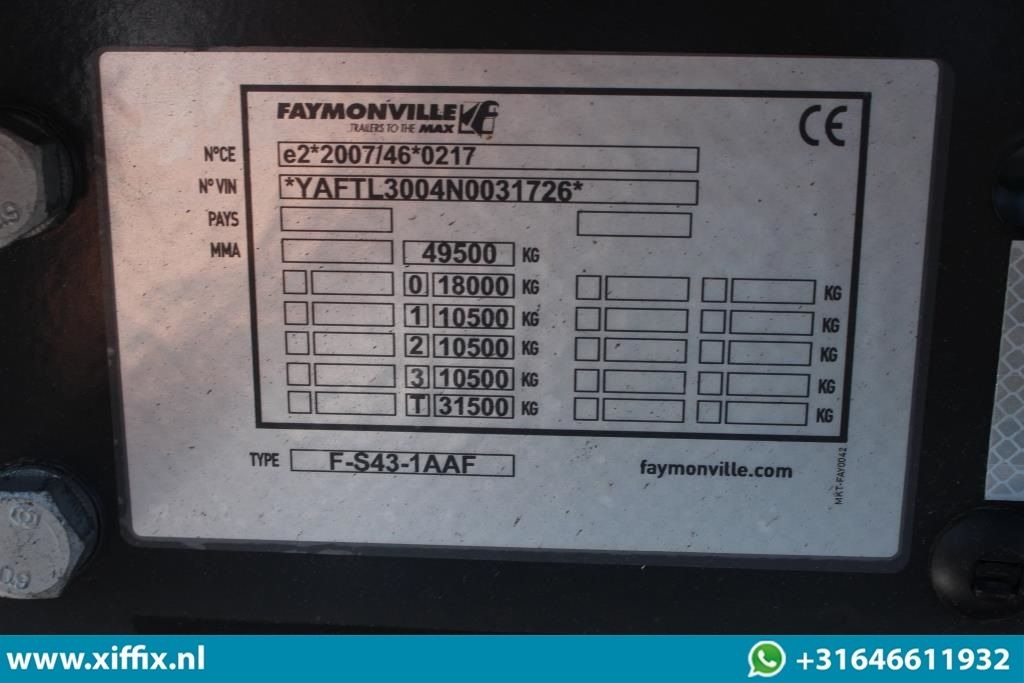 FAYMONVILLE
TRAILERS TO THE MAX
CE
N°CE e2*2007/46*0217
N° VIN *YAFTL3004N0031726*
PAYS
MMA 49500 KG
0 18000 KG KG
1 10500 KG KG
2 10500 KG KG
3 10500 KG KG
T 31500 KG KG
TYPE F-S43-1AAF
faymonville.com
MKT-FAY0042
www.xiffix.nl
+31646611932